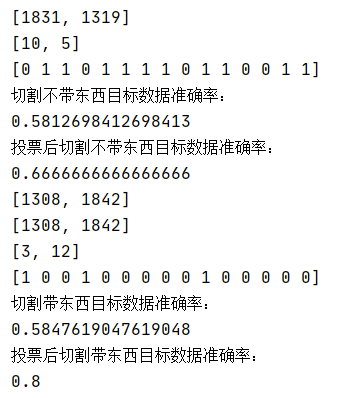 [1831, 1319]
[10, 5]
[0 1 1 0 1 1 1 1 0 1 1 0 0 1 1]
切割不带东西目标数据准确率:
0.5812698412698413
投票后切割不带东西目标数据准确率:
0.6666666666666666
[1308, 1842]
[1308, 1842]
[3, 12]
[1 0 0 1 0 0 0 0 0 1 0 0 0 0 0]
切割带东西目标数据准确率:
0.5847619047619048
投票后切割带东西目标数据准确率:
0.8